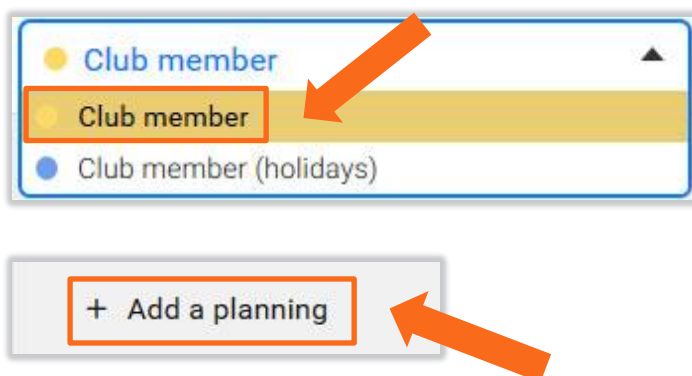 Club member
Club member
Club member (holidays)
+ Add a planning